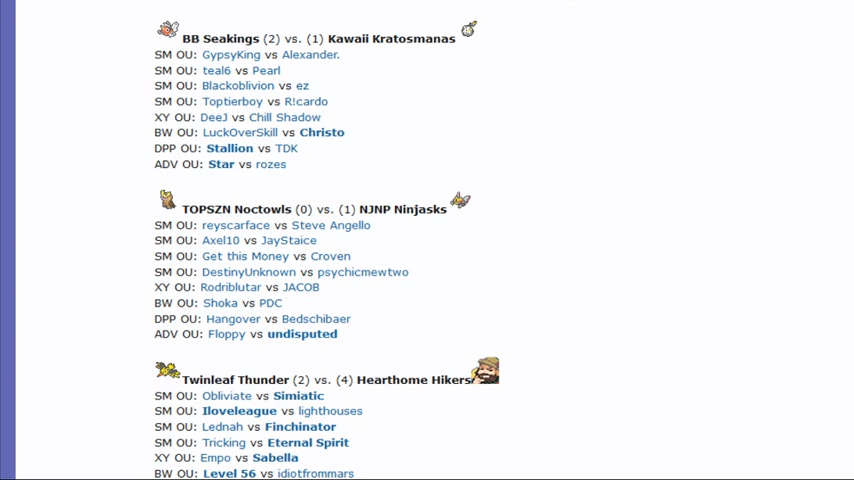 BB Seakings (2) vs. (1) Kawaii Kratosmanas
SM OU: GypsyKing vs Alexander.
SM OU: teal6 vs Pearl
SM OU: Blackoblivion vs ez
SM OU: Toptierboy vs R!cardo
XY OU: DeeJ vs Chill Shadow
BW OU: LuckOverSkill vs Christo
DPP OU: Stallion vs TDK
ADV OU: Star vs rozes
TOPSZN Noctowls (0) vs. (1) NJNP Ninjasks
SM OU: reyscarface vs Steve Angello
SM OU: Axel10 vs JayStaice
SM OU: Get this Money vs Croven
SM OU: DestinyUnknown vs psychicmewtwo
XY OU: Rodriblutar vs JACOB
BW OU: Shoka vs PDC
DPP OU: Hangover vs Bedschibaer
ADV OU: Floppy vs undisputed
Twinleaf Thunder (2) vs. (4) Hearthome Hikers
SM OU: Obliviate vs Simiatic
SM OU: Iloveleague vs lighthouses
SM OU: Lednah vs Finchinator
SM OU: Tricking vs Eternal Spirit
XY OU: Empo vs Sabella
BW OU: Level 56 vs idiotfrommars